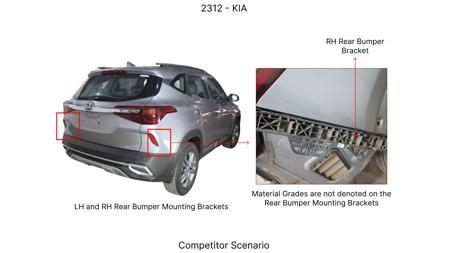 2312 - KIA
RH Rear Bumper
Bracket
LH and RH Rear Bumper Mounting Brackets
Material Grades are not denoted on the
Rear Bumper Mounting Brackets
Competitor Scenario